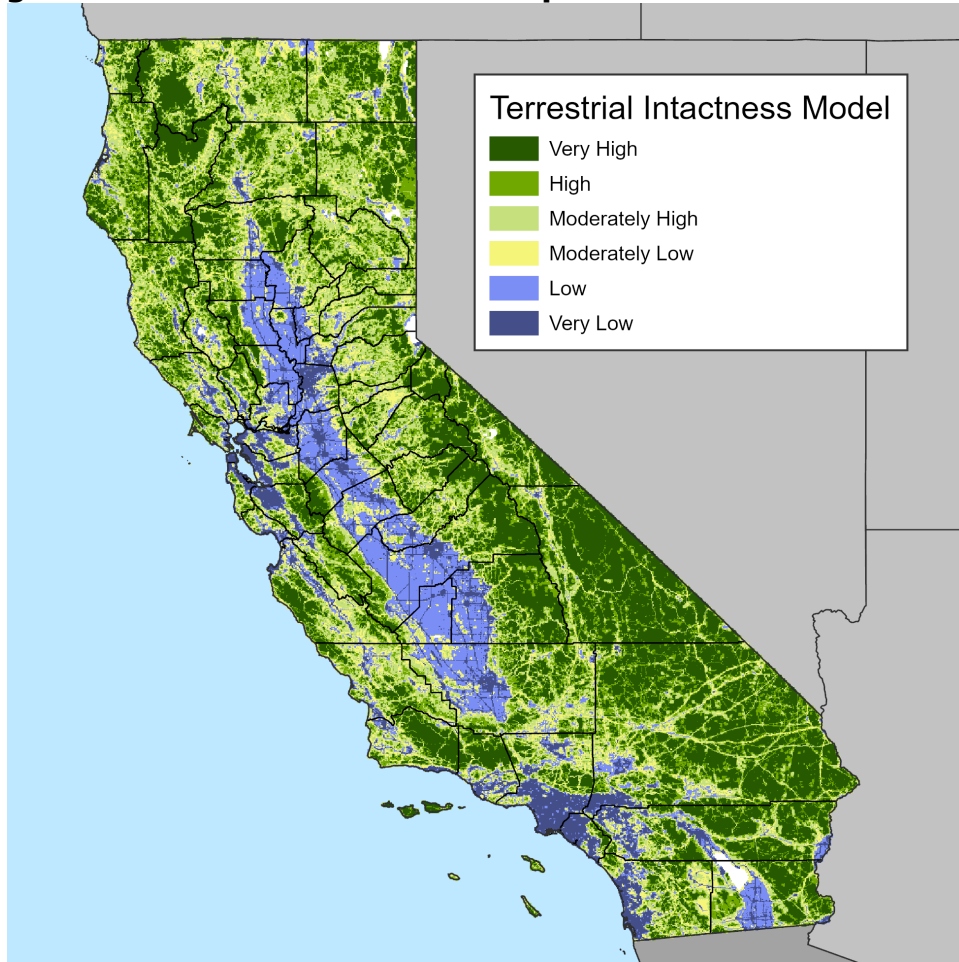 Terrestrial Intactness Model
Very High
High
Moderately High
Moderately Low
Low
Very Low